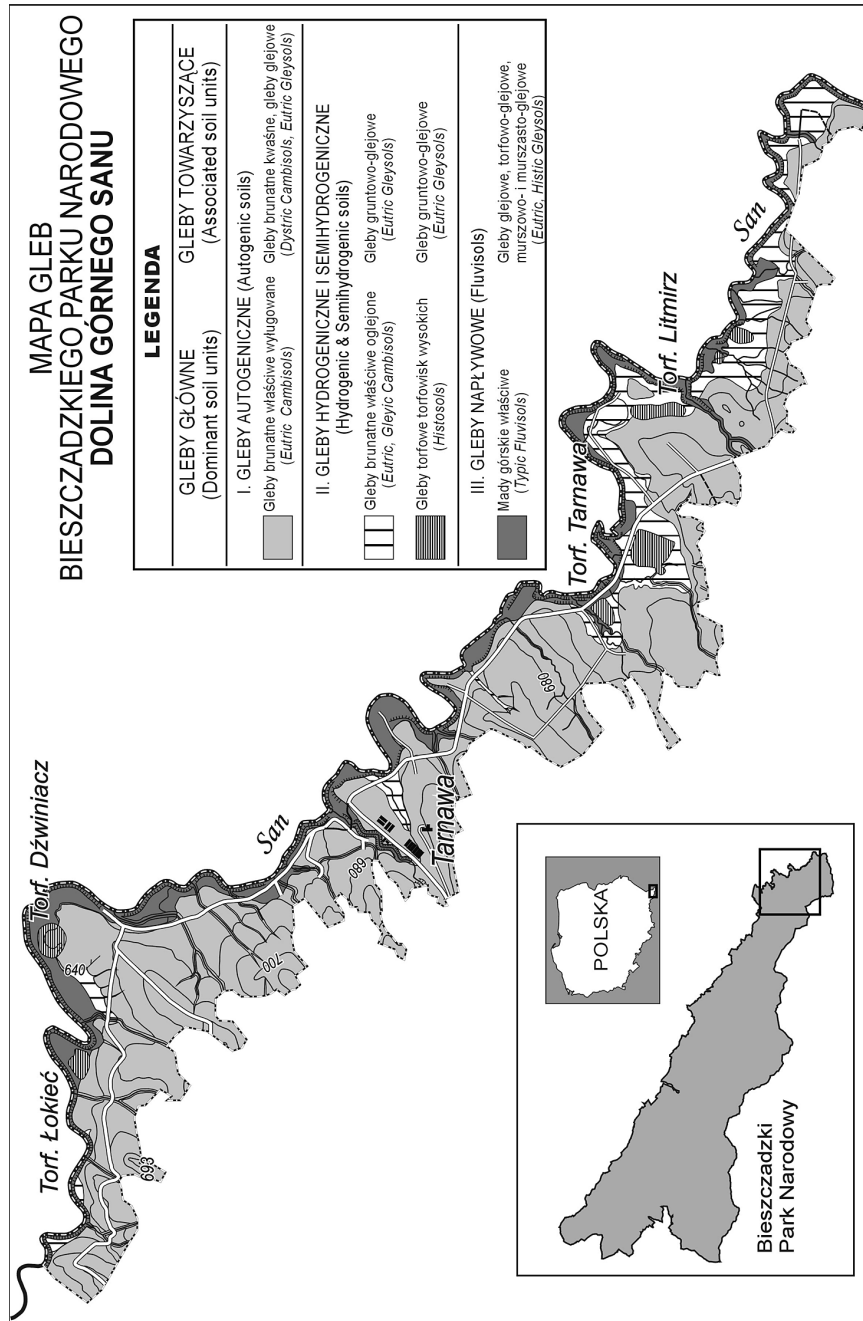 MAPA GLEB
BIESZCZADZKIEGO PARKU NARODOWEGO
DOLINA GÓRNEGO SANU
LEGENDA
GLEBY GŁÓWNE
(Dominant soil units)
GLEBY TOWARZYSZĄCE
(Associated soil units)
I. GLEBY AUTOGENICZNE (Autogenic soils)
Gleby brunatne właściwe wyługowane
(Eutric Cambisols)
Gleby brunatne kwaśne, gleby glejowe
(Dystric Cambisols, Eutric Gleysols)
II. GLEBY HYDROGENICZNE I SEMIHYDROGENICZNE
(Hydrogenic & Semihydrogenic soils)
Gleby brunatne właściwe oglejone
(Eutric, Gleyic Cambisols)
Gleby gruntowo-glejowe
(Eutric Gleysols)
Gleby torfowe torfowisk wysokich
(Histosols)
Gleby gruntowo-glejowe
(Eutric Gleysols)
III. GLEBY NAPŁYWOWE (Fluvisols)
Mady górskie właściwe
(Typic Fluvisols)
Gleby glejowe, torfowo-glejowe,
murszowo- i murszasto-glejowe
(Eutric, Histic Gleysols)
Torf. Łokieć
Torf. Dźwiniacz
San
Torf. Tarnawa
Torf. Litmirz
San
Tarnawa
693
640
700
680
680
Bieszczadzki
Park Narodowy
POLSKA